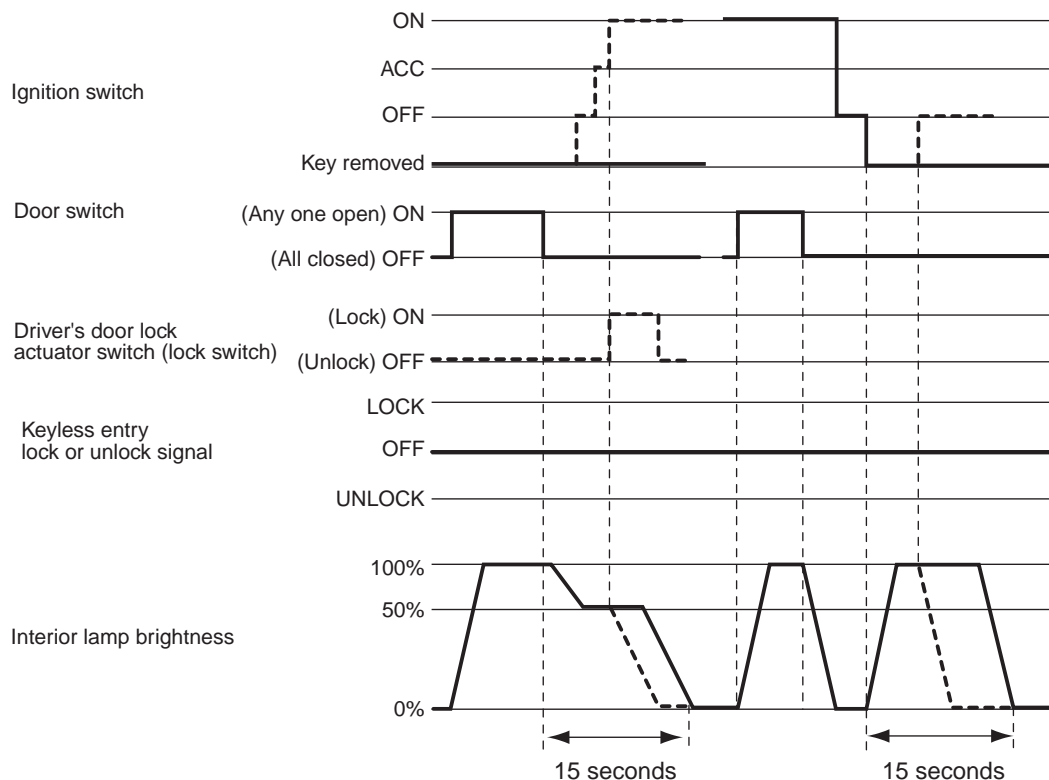 Ignition switch
ON
ACC
OFF
Key removed
Door switch
(Any one open) ON
(All closed) OFF
Driver's door lock
actuator switch (lock switch)
(Lock) ON
(Unlock) OFF
Keyless entry
lock or unlock signal
LOCK
OFF
UNLOCK
Interior lamp brightness
100%
50%
0%
15 seconds
15 seconds